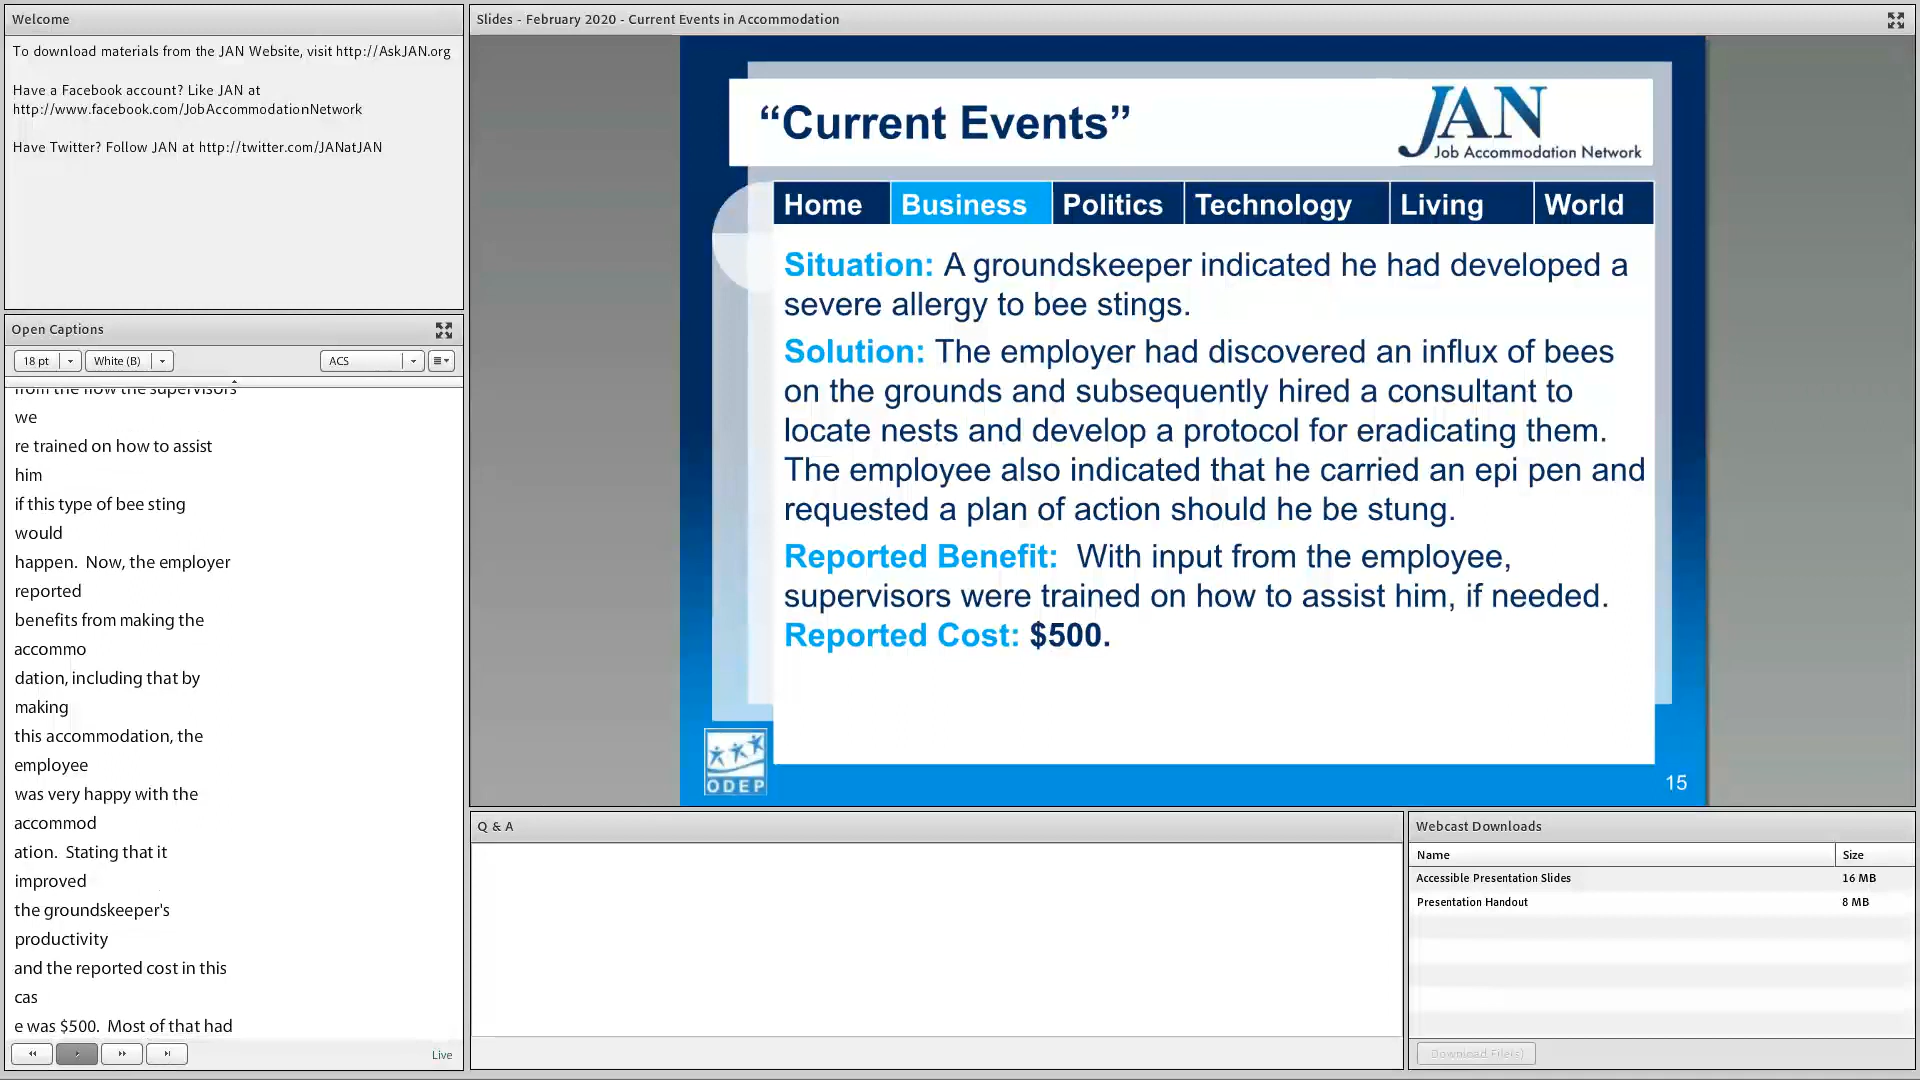 Welcome
To download materials from the JAN Website, visit http://AskJAN.org
Have a Facebook account? Like JAN at
http://www.facebook.com/JobAccommodationNetwork
Have Twitter? Follow JAN at http://twitter.com/JANatJAN
Open Captions
18 pt
White (B)
ACS
from the how the supervisors
we
re trained on how to assist
him
if this type of bee sting
would
happen.  Now, the employer
reported
benefits from making the
accommo
dation, including that by
making
this accommodation, the
employee
was very happy with the
accommod
ation.  Stating that it
improved
the groundskeeper's
productivity
and the reported cost in this
cas
e was $500.  Most of that had
Live
Slides - February 2020 - Current Events in Accommodation
“Current Events”
JAN
Job Accommodation Network
Home Business Politics Technology Living World
Situation: A groundskeeper indicated he had developed a
severe allergy to bee stings.
Solution: The employer had discovered an influx of bees
on the grounds and subsequently hired a consultant to
locate nests and develop a protocol for eradicating them.
The employee also indicated that he carried an epi pen and
requested a plan of action should he be stung.
Reported Benefit:  With input from the employee,
supervisors were trained on how to assist him, if needed.
Reported Cost: $500.
ODEP
15
Q & A
Webcast Downloads
Name Size
Accessible Presentation Slides 16 MB
Presentation Handout 8 MB
Download File(s)